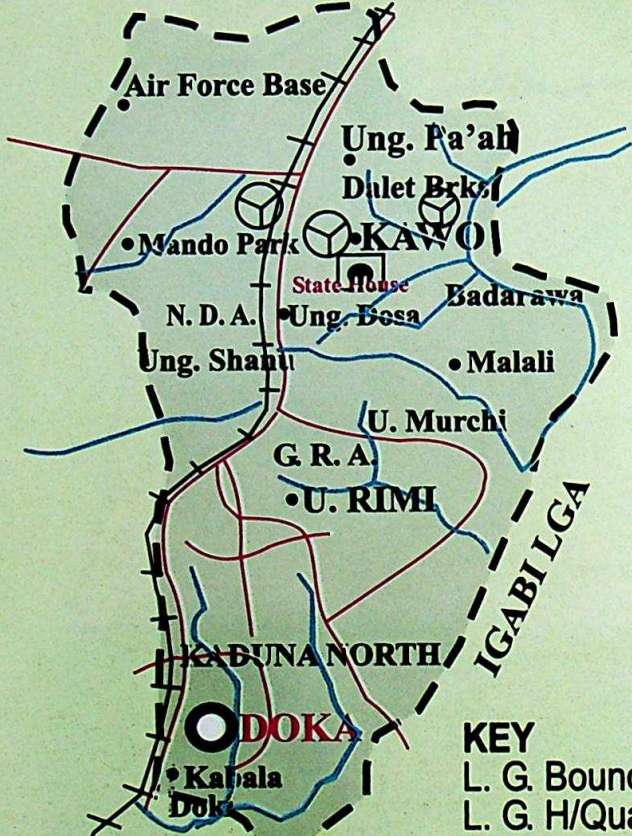 Air Force Base
Ung. Pa'ah
Dalet Brks
Mando Park
KAWO
State House
Badarawa
N. D. A.
Ung. Dosa
Ung. Shanu
Malali
U. Murchi
G. R. A.
U. RIMI
IGABI LGA
KADUNA NORTH
DOKA
Kabala
Doki
KEY
L. G. Bound
L. G. H/Qua